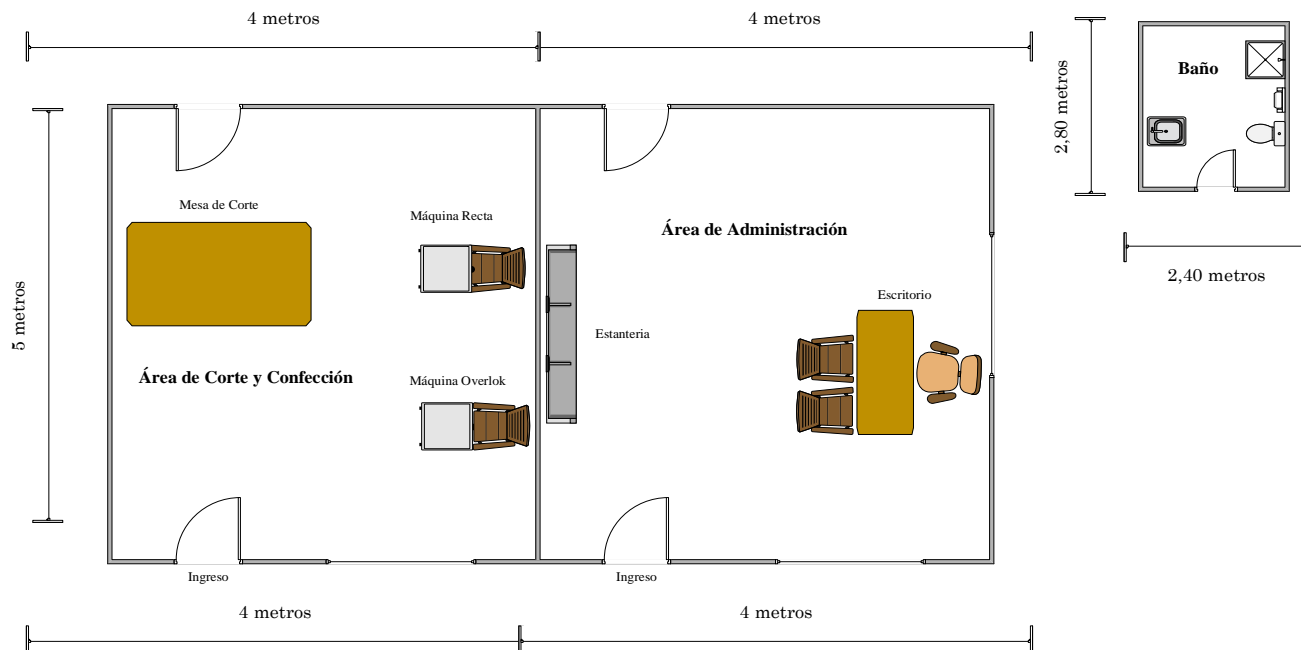 4 metros
4 metros
Baño
2,80 metros
Mesa de Corte
Máquina Recta
Área de Administración
2,40 metros
5 metros
Escritorio
Estanteria
Área de Corte y Confección
Máquina Overlok
Ingreso
Ingreso
4 metros
4 metros